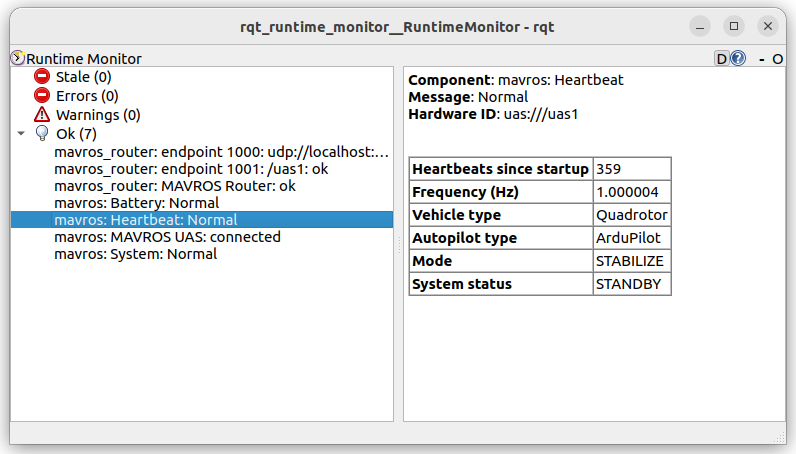 rqt_runtime_monitor__RuntimeMonitor - rqt
Runtime Monitor
D ? - O
Stale (0)
Errors (0)
Warnings (0)
Ok (7)
mavros_router: endpoint 1000: udp://localhost:...
mavros_router: endpoint 1001: /uas1: ok
mavros_router: MAVROS Router: ok
mavros: Battery: Normal
mavros: Heartbeat: Normal
mavros: MAVROS UAS: connected
mavros: System: Normal
Component: mavros: Heartbeat
Message: Normal
Hardware ID: uas:///uas1
Heartbeats since startup 359
Frequency (Hz) 1.000004
Vehicle type Quadrotor
Autopilot type ArduPilot
Mode STABILIZE
System status STANDBY